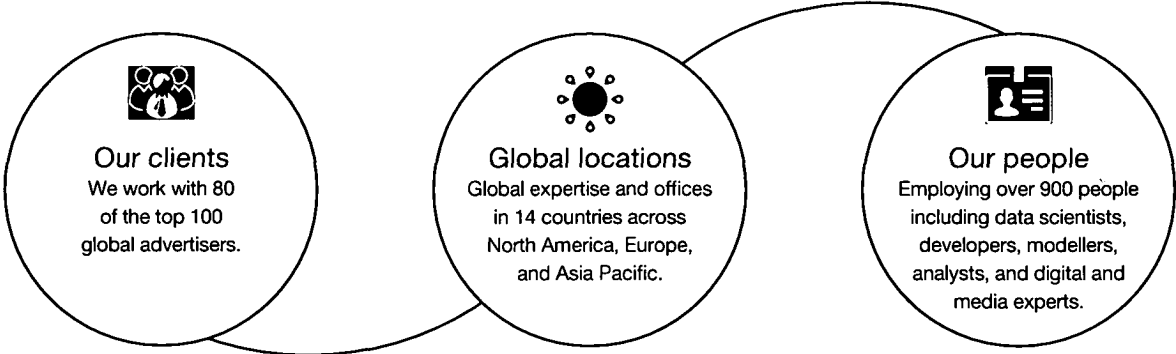 Our clients
We work with 80
of the top 100
global advertisers.
Global locations
Global expertise and offices
in 14 countries across
North America, Europe,
and Asia Pacific.
Our people
Employing over 900 people
including data scientists,
developers, modellers,
analysts, and digital and
media experts.